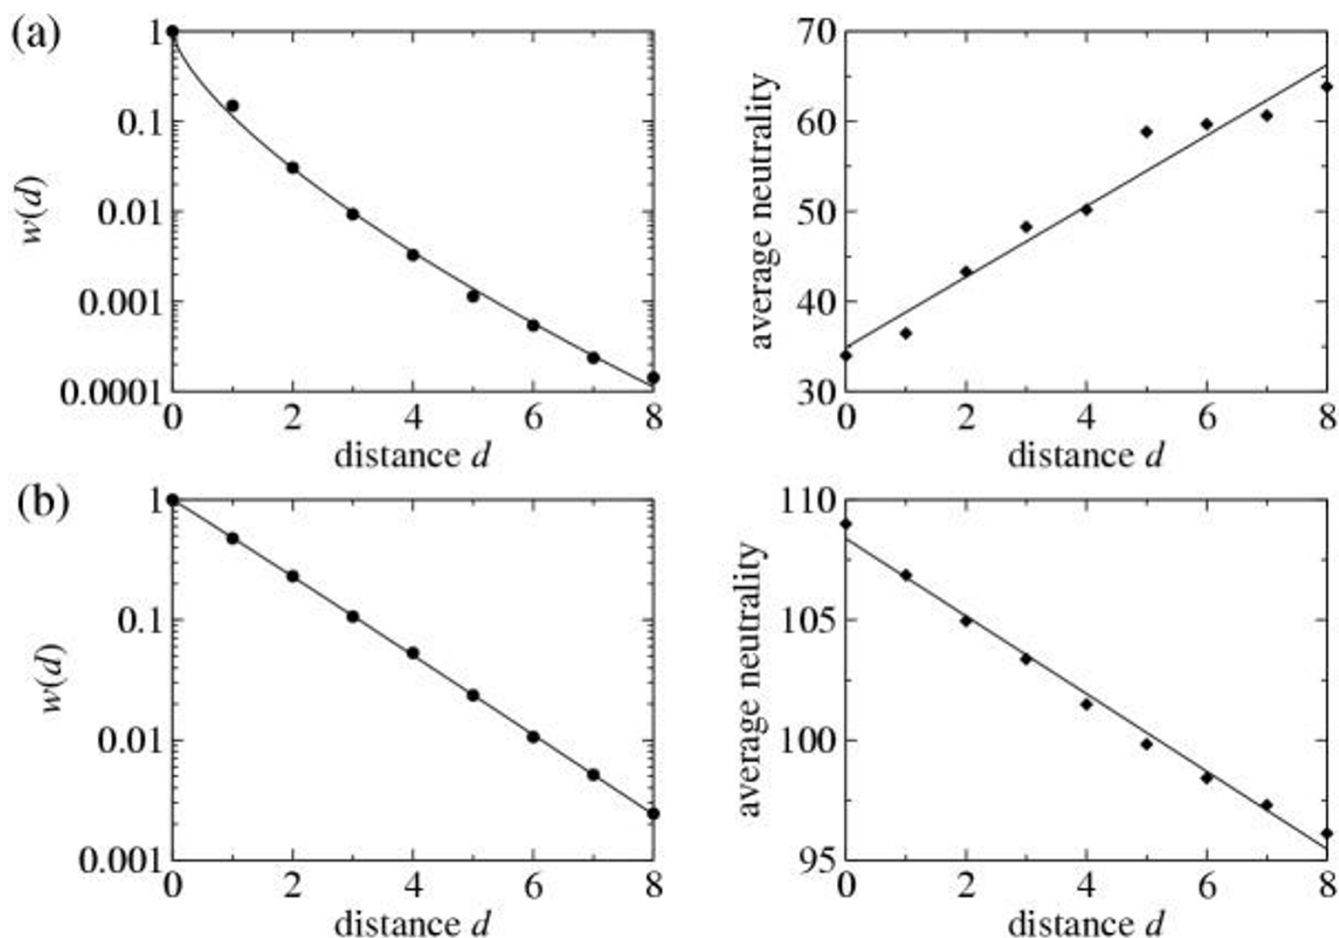 (a)
1
0.1
0.01
0.001
0.0001
w(d)
0 2 4 6 8
distance d
70
60
50
40
30
average neutrality
0 2 4 6 8
distance d
(b)
1
0.1
0.01
0.001
w(d)
0 2 4 6 8
distance d
110
105
100
95
average neutrality
0 2 4 6 8
distance d